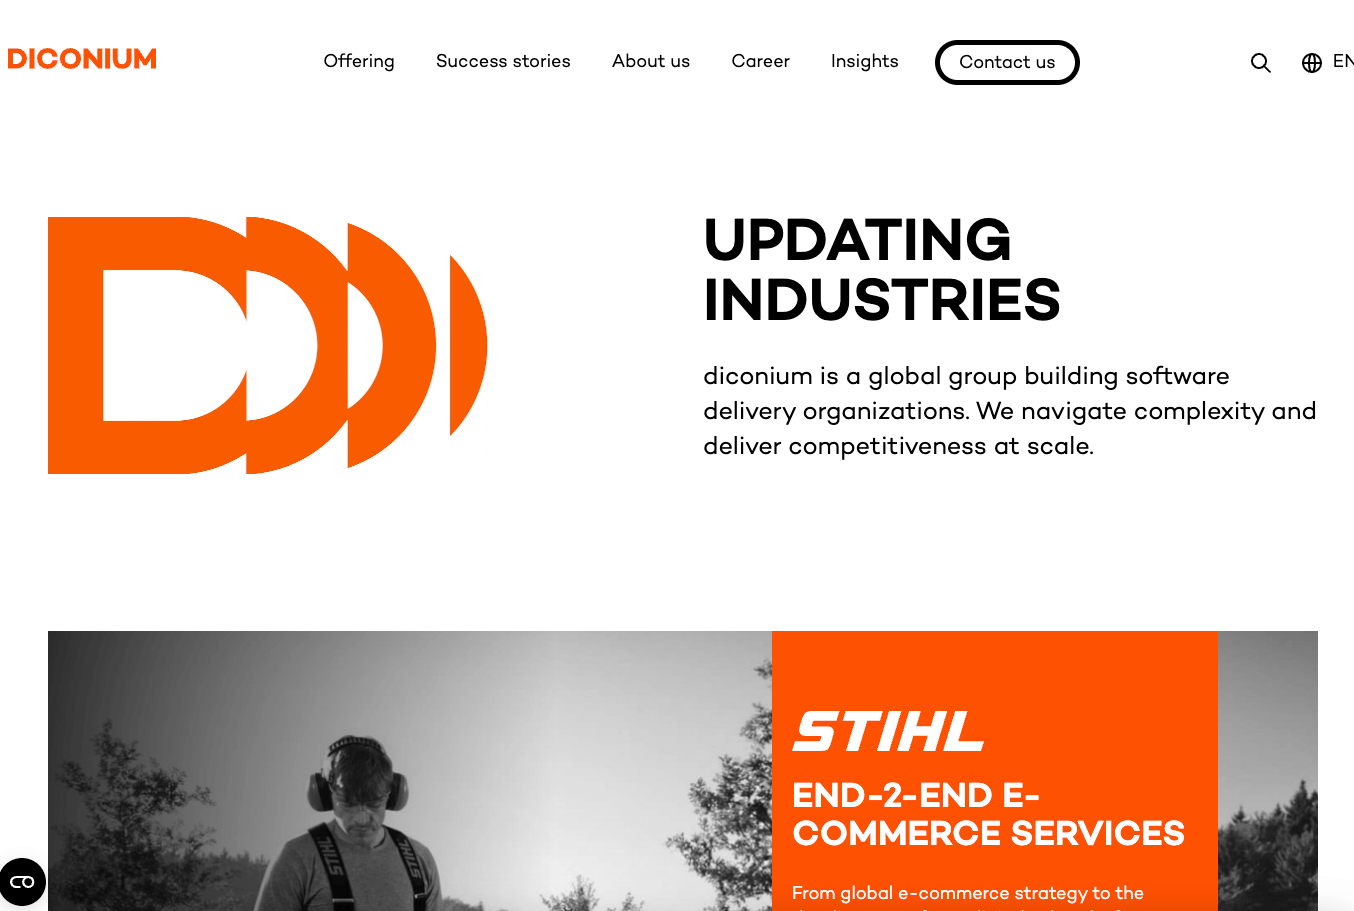 DICONIUM
Offering
Success stories
About us
Career
Insights
Contact us
EN
UPDATING
INDUSTRIES
diconium is a global group building software
delivery organizations. We navigate complexity and
deliver competitiveness at scale.
STIHL
END-2-END E-
COMMERCE SERVICES
From global e-commerce strategy to the
STIHL
STIHL